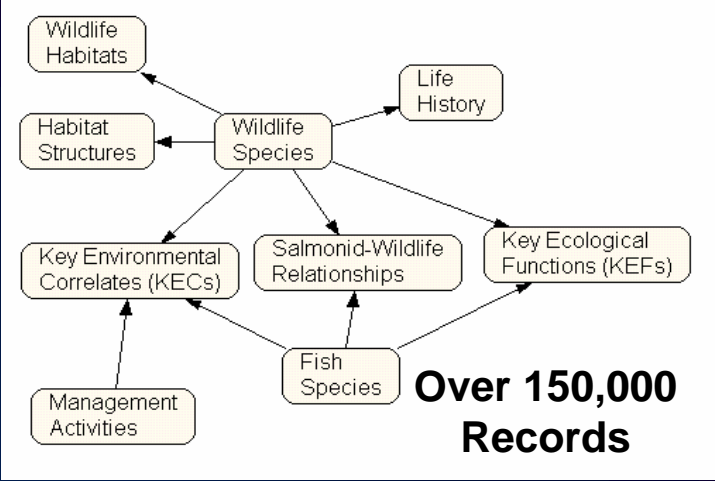 Wildlife
Habitats
Life
History
Habitat
Structures
Wildlife
Species
Key Environmental
Correlates (KECs)
Salmonid-Wildlife
Relationships
Key Ecological
Functions (KEFs)
Fish
Species
Management
Activities
Over 150,000
Records